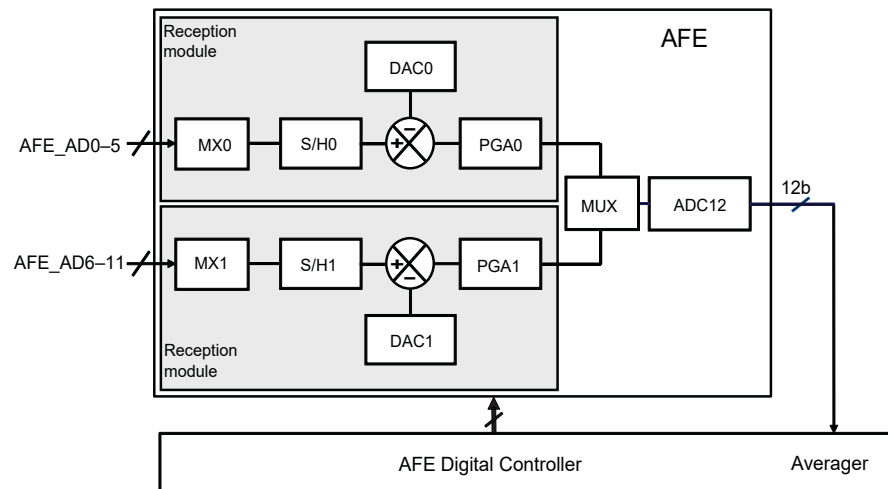 Reception
module
AFE
DAC0
AFE_AD0–5
MX0
S/H0
−
+
PGA0
MUX
ADC12
12b
AFE_AD6–11
MX1
S/H1
+
−
PGA1
DAC1
Reception
module
AFE Digital Controller
Averager